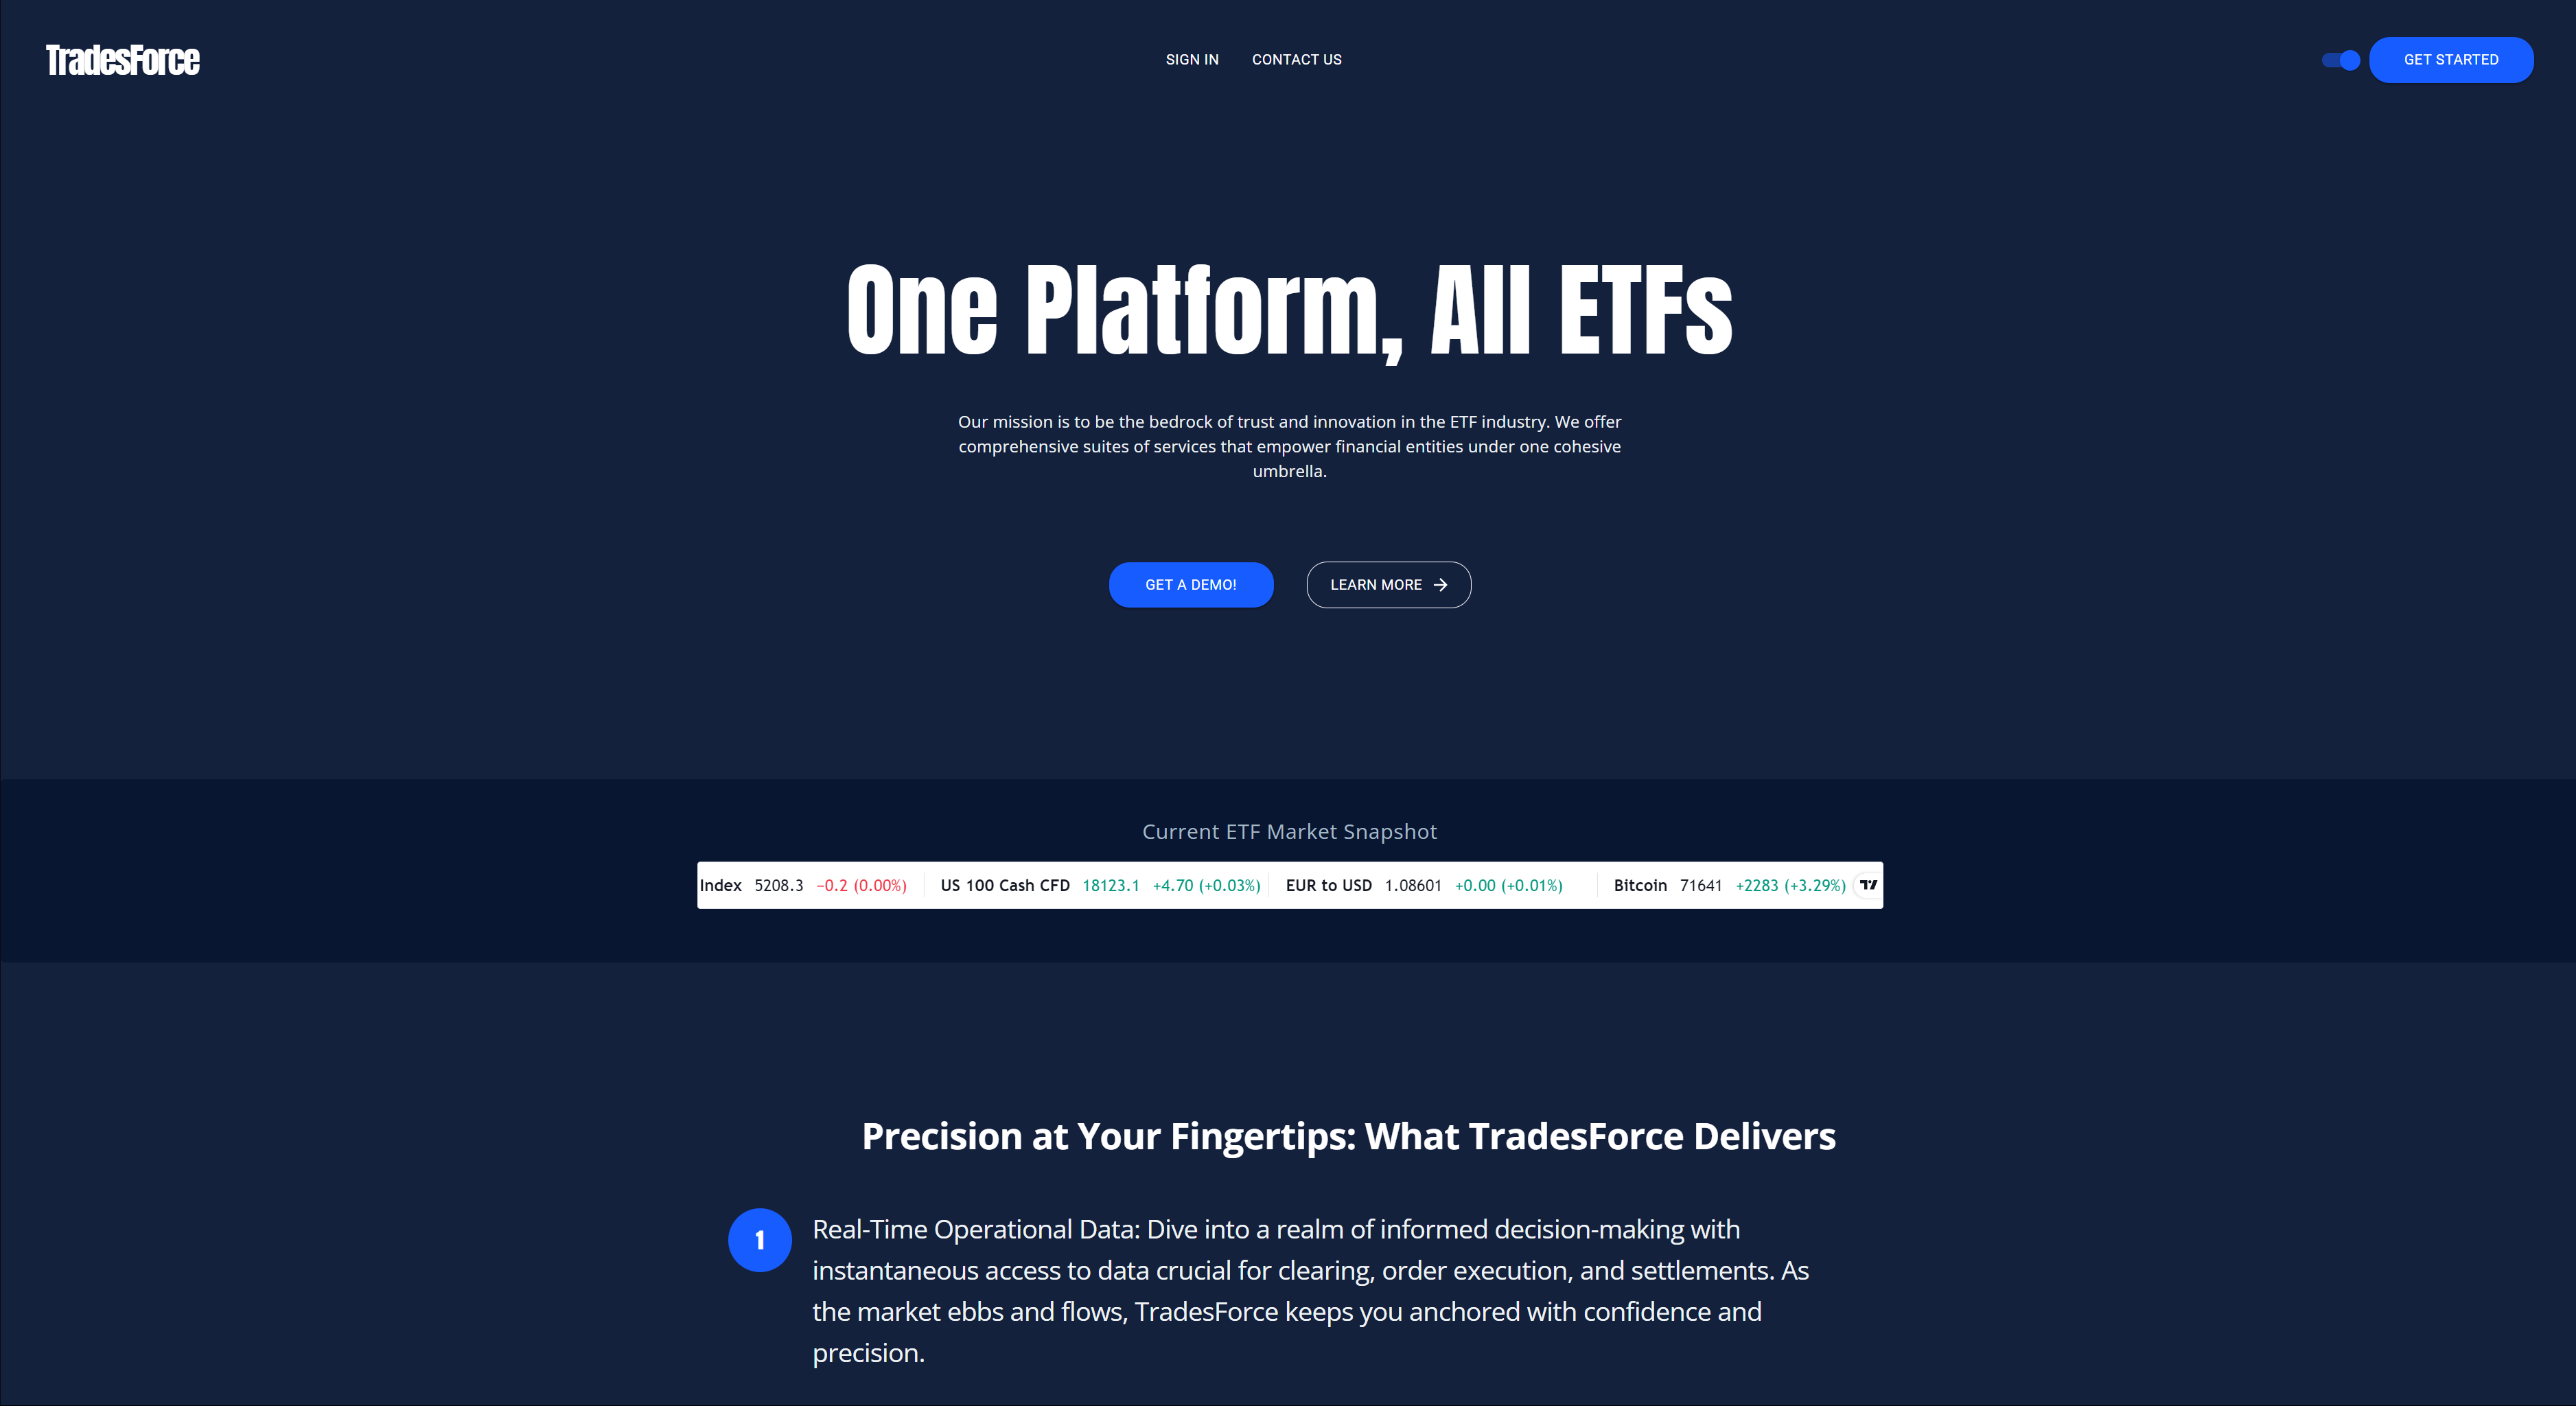 TradesForce
SIGN IN
CONTACT US
GET STARTED
One Platform, All ETFs
Our mission is to be the bedrock of trust and innovation in the ETF industry. We offer
comprehensive suites of services that empower financial entities under one cohesive
umbrella.
GET A DEMO!
LEARN MORE
Current ETF Market Snapshot
Index 5208.3 −0.2 (0.00%) US 100 Cash CFD 18123.1 +4.70 (+0.03%) EUR to USD 1.08601 +0.00 (+0.01%) Bitcoin 71641 +2283 (+3.29%)
Precision at Your Fingertips: What TradesForce Delivers
1
Real-Time Operational Data: Dive into a realm of informed decision-making with
instantaneous access to data crucial for clearing, order execution, and settlements. As
the market ebbs and flows, TradesForce keeps you anchored with confidence and
precision.